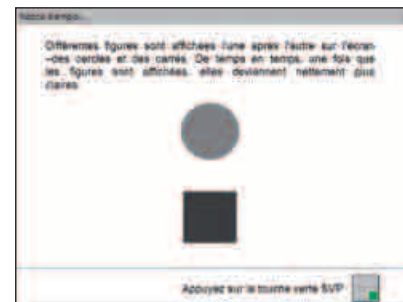 Différentes figures sont affichées l'une après l'autre sur l'écran
–des cercles et des carrés. De temps en temps, une fois que
les figures sont affichées, elles deviennent nettement plus
claires.
Appuyez sur la touche verte SVP